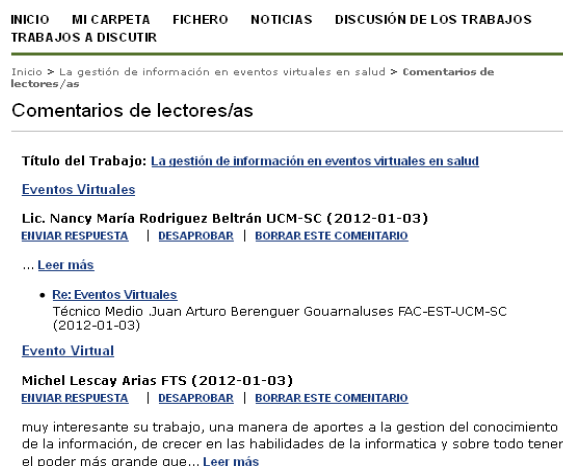 INICIO MI CARPETA FICHERO NOTICIAS DISCUSIÓN DE LOS TRABAJOS
TRABAJOS A DISCUTIR
Inicio > La gestión de información en eventos virtuales en salud > Comentarios de
lectores/as
Comentarios de lectores/as
Título del Trabajo: La gestión de información en eventos virtuales en salud
Eventos Virtuales
Lic. Nancy María Rodriguez Beltrán UCM-SC (2012-01-03)
ENVIAR RESPUESTA | DESAPROBAR | BORRAR ESTE COMENTARIO
... Leer más
• Re: Eventos Virtuales
Técnico Medio Juan Arturo Berenguer Gouarnaluses FAC-EST-UCM-SC
(2012-01-03)
Evento Virtual
Michel Lescay Arias FTS (2012-01-03)
ENVIAR RESPUESTA | DESAPROBAR | BORRAR ESTE COMENTARIO
muy interesante su trabajo, una manera de aportes a la gestion del conocimiento
de la información, de crecer en las habilidades de la informatica y sobre todo tener
el poder más grande que... Leer más